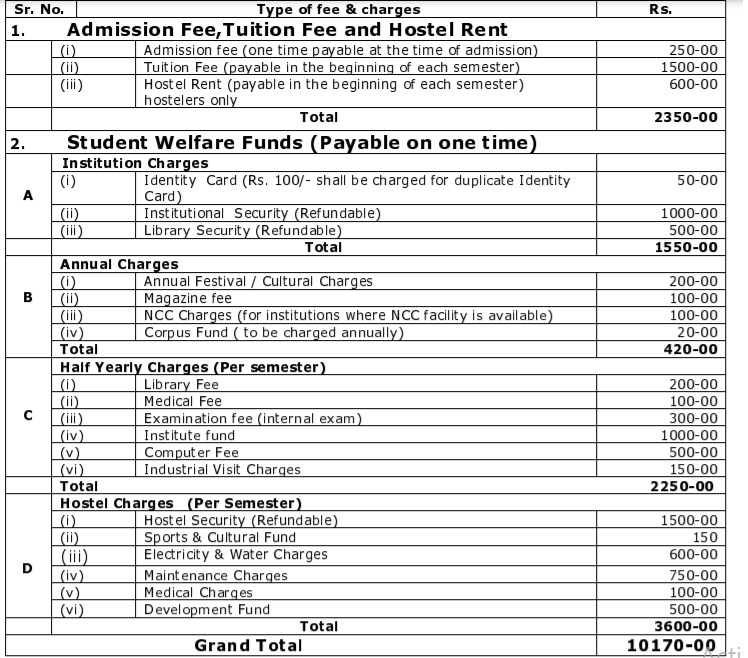 Sr. No. Type of fee & charges Rs.
1. Admission Fee,Tuition Fee and Hostel Rent
(i) Admission fee (one time payable at the time of admission) 250-00
(ii) Tuition Fee (payable in the beginning of each semester) 1500-00
(iii) Hostel Rent (payable in the beginning of each semester) 600-00
hostelers only
Total 2350-00
2. Student Welfare Funds (Payable on one time)
Institution Charges
A (i) Identity Card (Rs. 100/- shall be charged for duplicate Identity 50-00
Card)
(ii) Institutional Security (Refundable) 1000-00
(iii) Library Security (Refundable) 500-00
Total 1550-00
Annual Charges
(i) Annual Festival / Cultural Charges 200-00
B (ii) Magazine fee 100-00
(iii) NCC Charges (for institutions where NCC facility is available) 100-00
(iv) Corpus Fund ( to be charged annually) 20-00
Total 420-00
Half Yearly Charges (Per semester)
(i) Library Fee 200-00
(ii) Medical Fee 100-00
C (iii) Examination fee (internal exam) 300-00
(iv) Institute fund 1000-00
(v) Computer Fee 500-00
(vi) Industrial Visit Charges 150-00
Total 2250-00
Hostel Charges (Per Semester)
(i) Hostel Security (Refundable) 1500-00
(ii) Sports & Cultural Fund 150
(iii) Electricity & Water Charges 600-00
D (iv) Maintenance Charges 750-00
(v) Medical Charges 100-00
(vi) Development Fund 500-00
Total 3600-00
Grand Total 10170-00